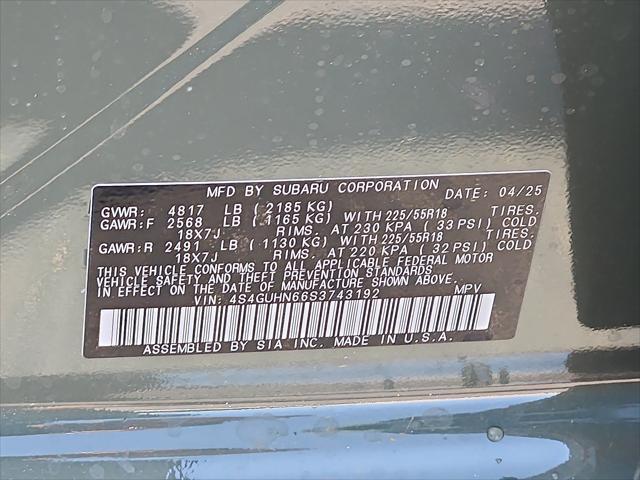 MFD BY SUBARU CORPORATION DATE: 04/25
GVWR: 4817 LB ( 2185 KG)
GAWR:F 2568 LB ( 1165 KG) WITH 225/55R18 TIRES,
18X7J RIMS, AT 230 KPA ( 33 PSI) COLD
GAWR:R 2491 LB ( 1130 KG) WITH 225/55R18 TIRES,
18X7J RIMS, AT 220 KPA ( 32 PSI) COLD
THIS VEHICLE CONFORMS TO ALL APPLICABLE FEDERAL MOTOR
VEHICLE SAFETY AND THEFT PREVENTION STANDARDS
IN EFFECT ON THE DATE OF MANUFACTURE SHOWN ABOVE.
VIN: 4S4GUHN66S3743192 MPV
ASSEMBLED BY SIA INC. MADE IN U.S.A.